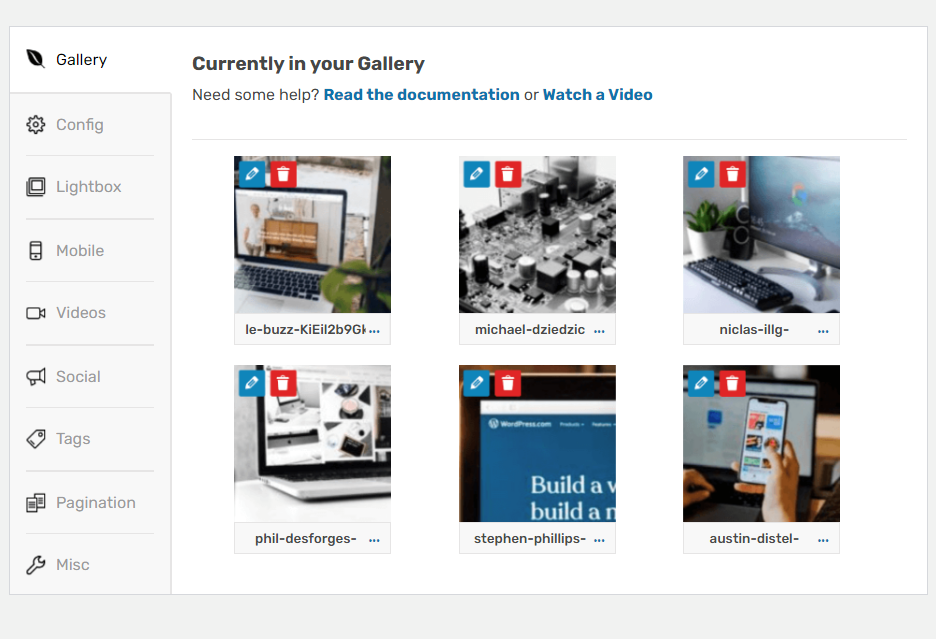 Gallery
Config
Lightbox
Mobile
Videos
Social
Tags
Pagination
Misc
Currently in your Gallery
Need some help? Read the documentation or Watch a Video
le-buzz-KiEil2b9Gk...
michael-dziedzic ...
niclas-illg- ...
phil-desforges- ...
WordPress.com Products Features
Build a w
build a n
stephen-phillips- ...
austin-distel- ...